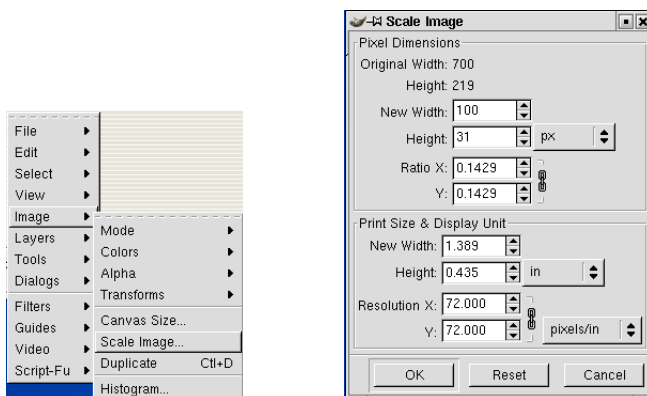 File
Edit
Select
View
Image
Layers
Tools
Dialogs
Filters
Guides
Video
Script-Fu
Mode
Colors
Alpha
Transforms
Canvas Size...
Scale Image...
Duplicate Ctl+D
Histogram...
Scale Image
Pixel Dimensions
Original Width: 700
Height: 219
New Width: 100
Height: 31 px
Ratio X: 0.1429
Y: 0.1429
Print Size & Display Unit
New Width: 1.389
Height: 0.435 in
Resolution X: 72.000
Y: 72.000 pixels/in
OK Reset Cancel